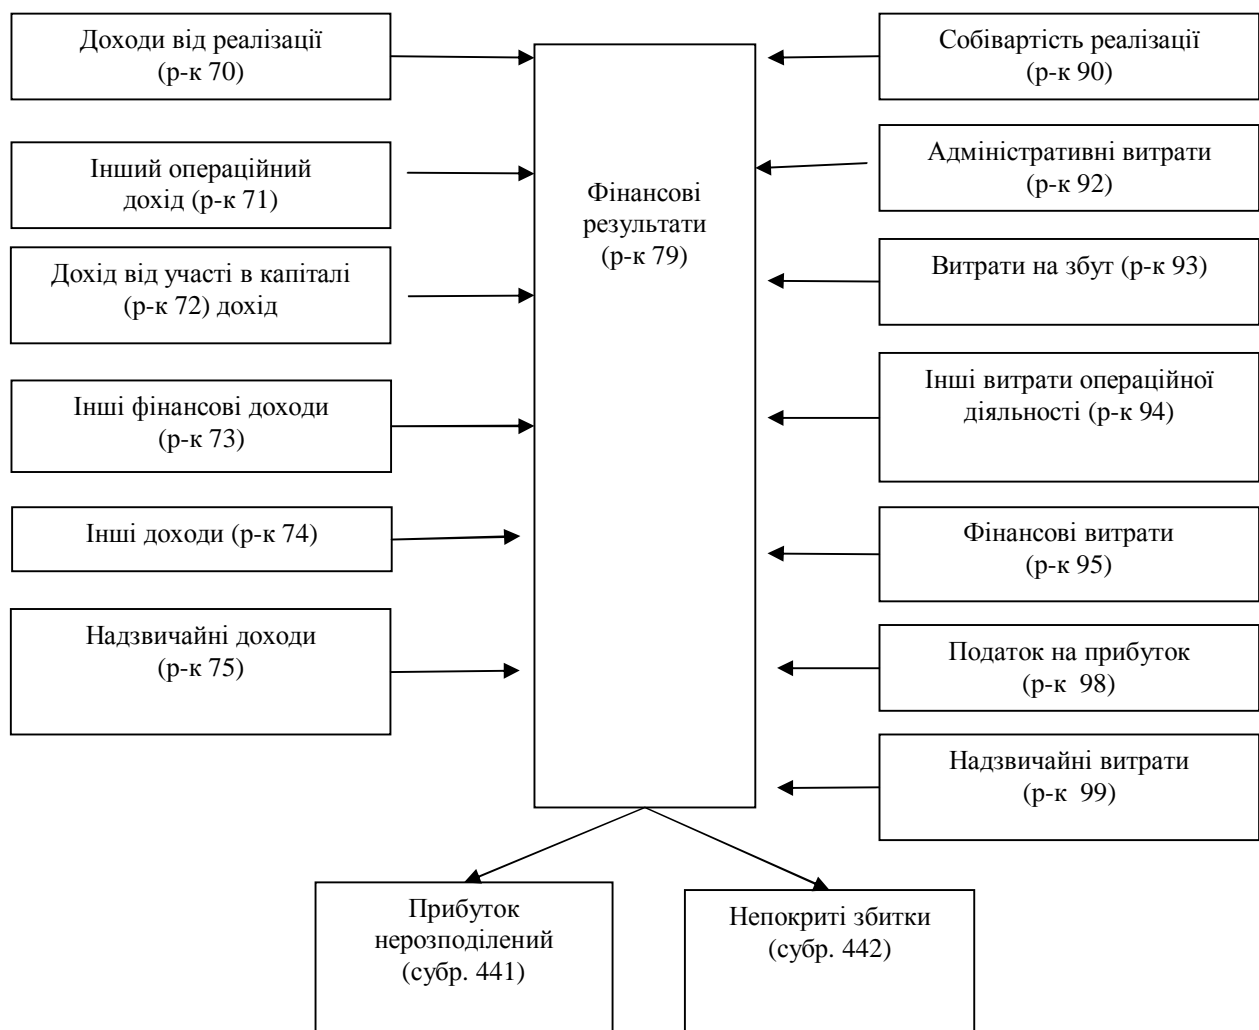 Доходи від реалізації
(р-к 70)
Інший операційний
дохід (р-к 71)
Дохід від участі в капіталі
(р-к 72) дохід
Інші фінансові доходи
(р-к 73)
Інші доходи (р-к 74)
Надзвичайні доходи
(р-к 75)
Фінансові
результати
(р-к 79)
Собівартість реалізації
(р-к 90)
Адміністративні витрати
(р-к 92)
Витрати на збут (р-к 93)
Інші витрати операційної
діяльності (р-к 94)
Фінансові витрати
(р-к 95)
Податок на прибуток
(р-к  98)
Надзвичайні витрати
(р-к  99)
Прибуток
нерозподілений
(субр. 441)
Непокриті збитки
(субр. 442)